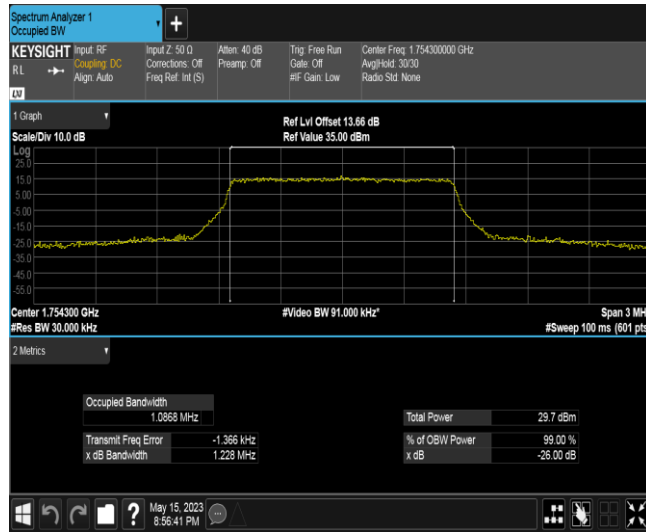 Spectrum Analyzer 1
Occupied BW
+
KEYSIGHT
RL
LXI
Input: RF
Coupling: DC
Align: Auto
Input Z: 50 Ω
Corrections: Off
Freq Ref: Int (S)
Atten: 40 dB
Preamp: Off
Trig: Free Run
Gate: Off
#IF Gain: Low
Center Freq: 1.754300000 GHz
Avg|Hold: 30/30
Radio Std: None
1 Graph
Scale/Div 10.0 dB
Ref Lvl Offset 13.66 dB
Ref Value 35.00 dBm
Log
25.0
15.0
5.00
-5.00
-15.0
-25.0
-35.0
-45.0
-55.0
Center 1.754300 GHz
#Res BW 30.000 kHz
#Video BW 91.000 kHz*
Span 3 MH
#Sweep 100 ms (601 pts
2 Metrics
Occupied Bandwidth
1.0868 MHz
Transmit Freq Error -1.366 kHz
x dB Bandwidth 1.228 MHz
Total Power 29.7 dBm
% of OBW Power 99.00 %
x dB -26.00 dB
?
May 15, 2023
8:56:41 PM